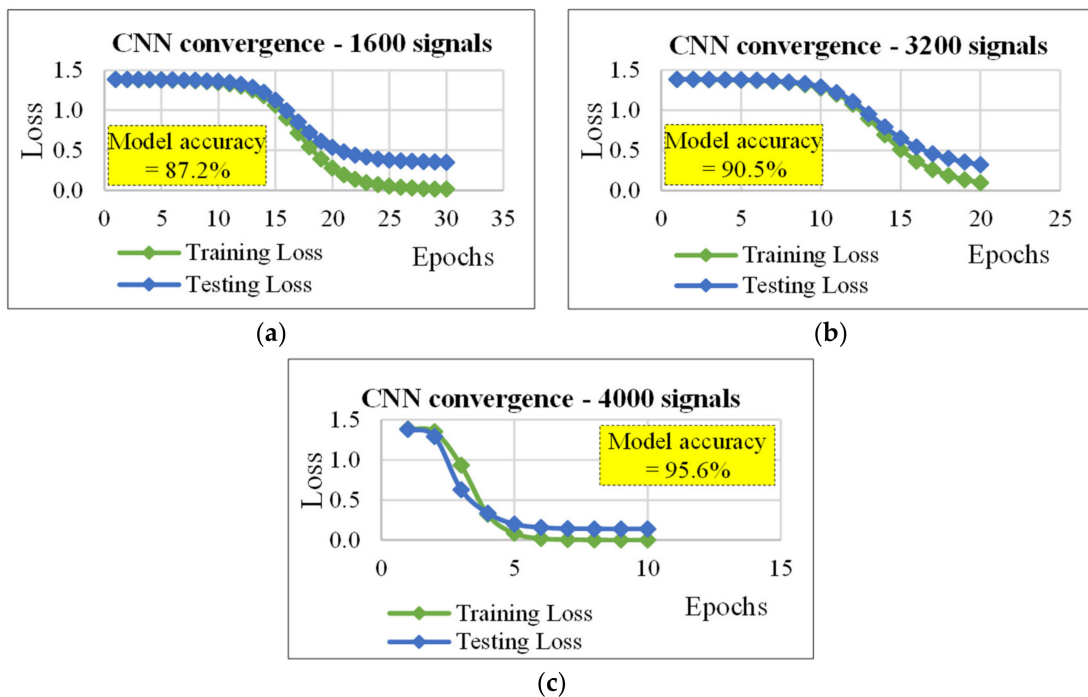 CNN convergence - 1600 signals
1.5
1.0
0.5
0.0
Loss
Model accuracy
= 87.2%
0 5 10 15 20 25 30 35
Epochs
Training Loss
Testing Loss
(a)
CNN convergence - 3200 signals
1.5
1.0
0.5
0.0
Loss
Model accuracy
= 90.5%
0 5 10 15 20 25
Epochs
Training Loss
Testing Loss
(b)
CNN convergence - 4000 signals
1.5
1.0
0.5
0.0
Loss
Model accuracy
= 95.6%
0 5 10 15
Epochs
Training Loss
Testing Loss
(c)